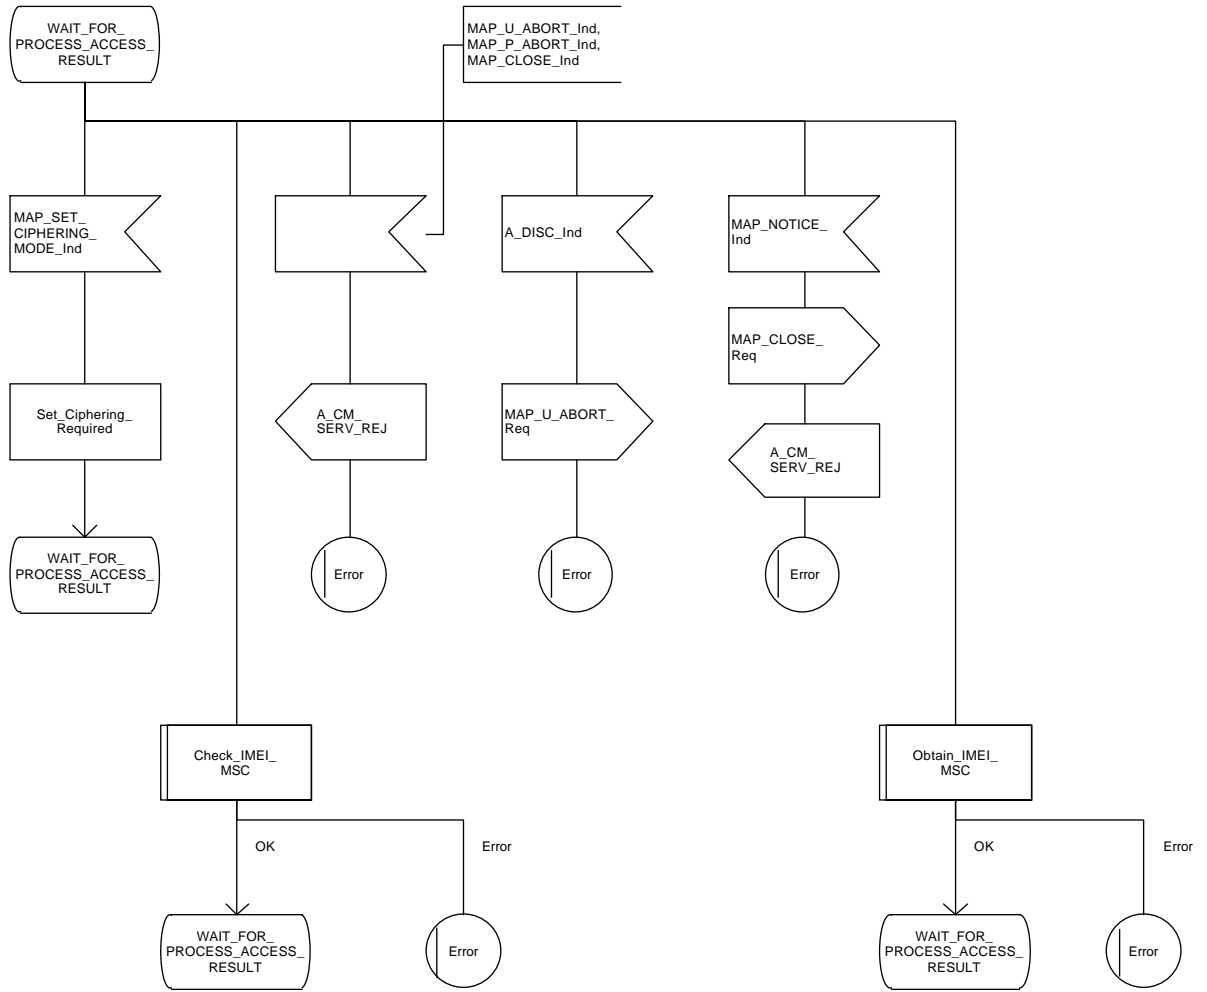 WAIT_FOR_
PROCESS_ACCESS_
RESULT
MAP_U_ABORT_Ind,
MAP_P_ABORT_Ind,
MAP_CLOSE_Ind
MAP_SET_
CIPHERING_
MODE_Ind
A_DISC_Ind
MAP_NOTICE_
Ind
MAP_CLOSE_
Req
Set_Ciphering_
Required
A_CM_
SERV_REJ
MAP_U_ABORT_
Req
A_CM_
SERV_REJ
WAIT_FOR_
PROCESS_ACCESS_
RESULT
Error
Error
Error
Check_IMEI_
MSC
Obtain_IMEI_
MSC
OK
Error
OK
Error
WAIT_FOR_
PROCESS_ACCESS_
RESULT
Error
WAIT_FOR_
PROCESS_ACCESS_
RESULT
Error